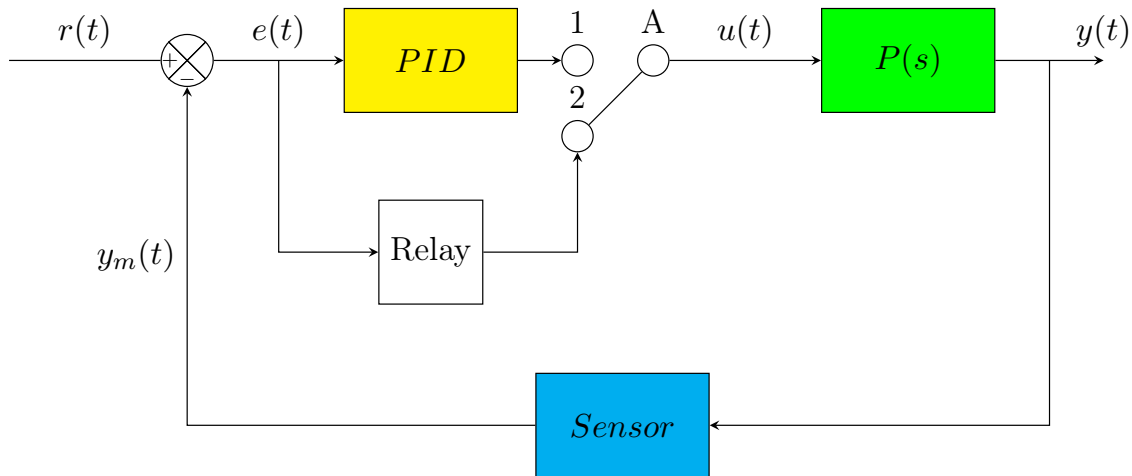 r(t)
+
−
e(t)
PID
1
2
A
u(t)
P(s)
y(t)
Relay
y_m(t)
Sensor